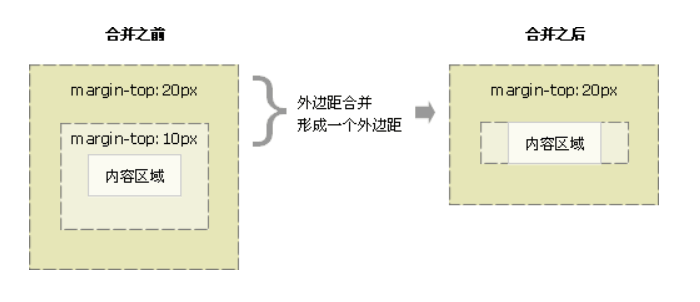 合并之前
margin-top: 20px
margin-top: 10px
内容区域
外边距合并
形成一个外边距
合并之后
margin-top: 20px
内容区域